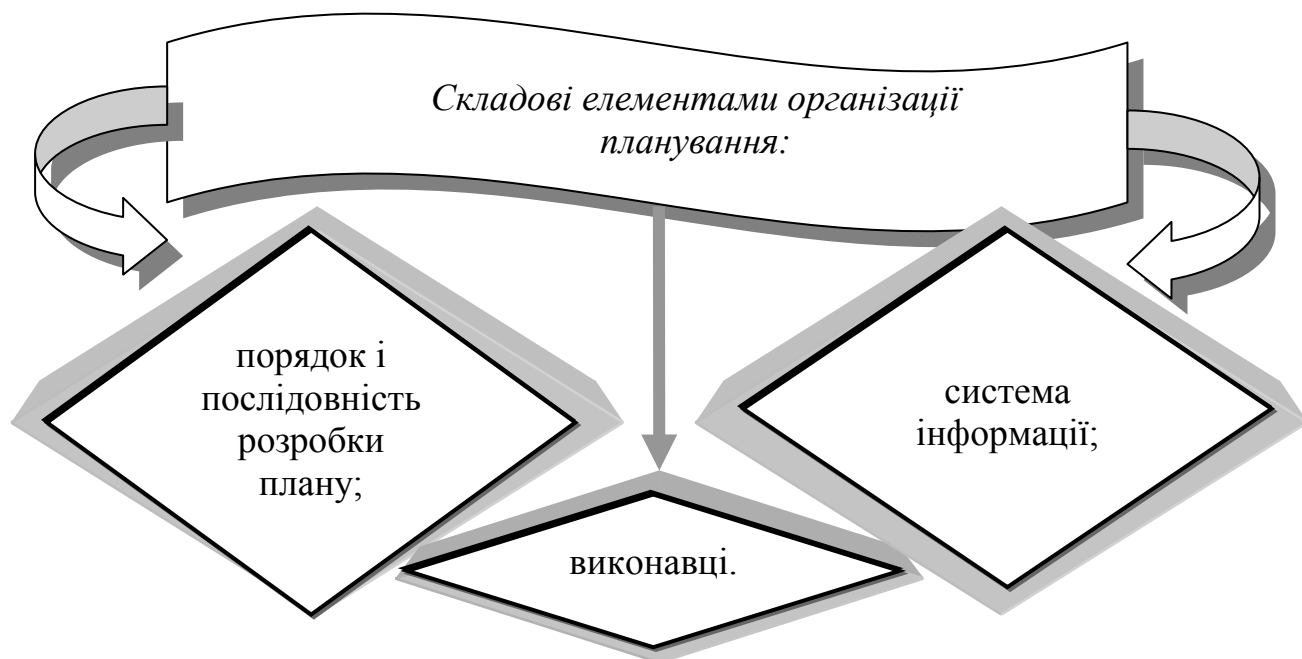 Складові елементами організації
планування:
порядок і
послідовність
розробки
плану;
система
інформації;
виконавці.